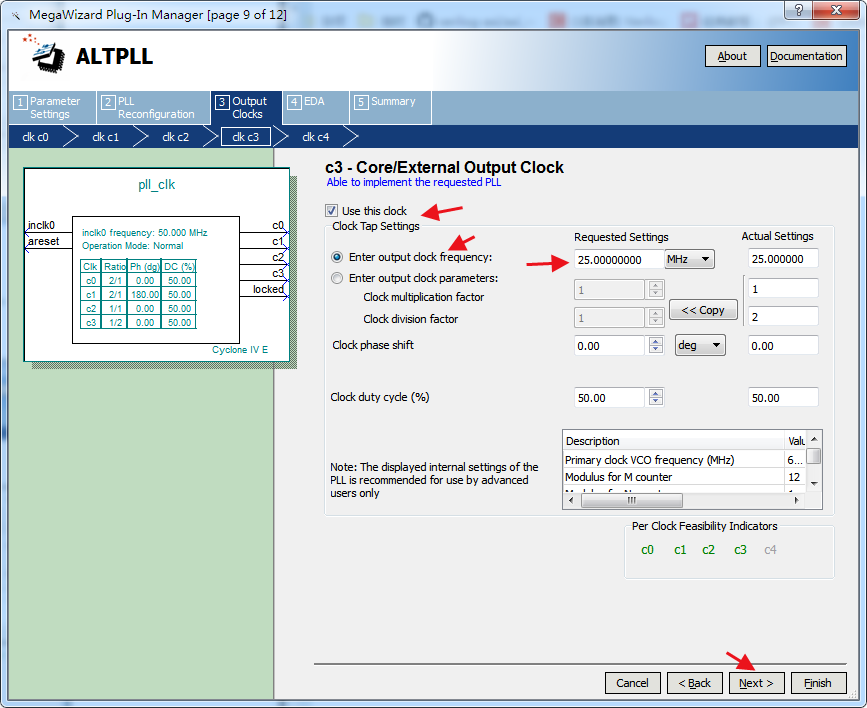 MegaWizard Plug-In Manager [page 9 of 12]
ALTPLL
About
Documentation
1 Parameter Settings
2 PLL Reconfiguration
3 Output Clocks
4 EDA
5 Summary
clk c0
clk c1
clk c2
clk c3
clk c4
pll_clk
inclk0
areset
inclk0 frequency: 50.000 MHz
Operation Mode: Normal
Clk Ratio Ph (dg) DC (%)
c0 2/1 0.00 50.00
c1 2/1 180.00 50.00
c2 1/1 0.00 50.00
c3 1/2 0.00 50.00
c0
c1
c2
c3
locked
Cyclone IV E
c3 - Core/External Output Clock
Able to implement the requested PLL
Use this clock
Clock Tap Settings
Requested Settings
Actual Settings
Enter output clock frequency:
25.00000000
MHz
25.000000
Enter output clock parameters:
Clock multiplication factor
1
<< Copy
1
Clock division factor
1
2
Clock phase shift
0.00
deg
0.00
Clock duty cycle (%)
50.00
50.00
Note: The displayed internal settings of the
PLL is recommended for use by advanced
users only
Description
Primary clock VCO frequency (MHz) 6...
Modulus for M counter 12
Per Clock Feasibility Indicators
c0 c1 c2 c3 c4
Cancel
< Back
Next >
Finish